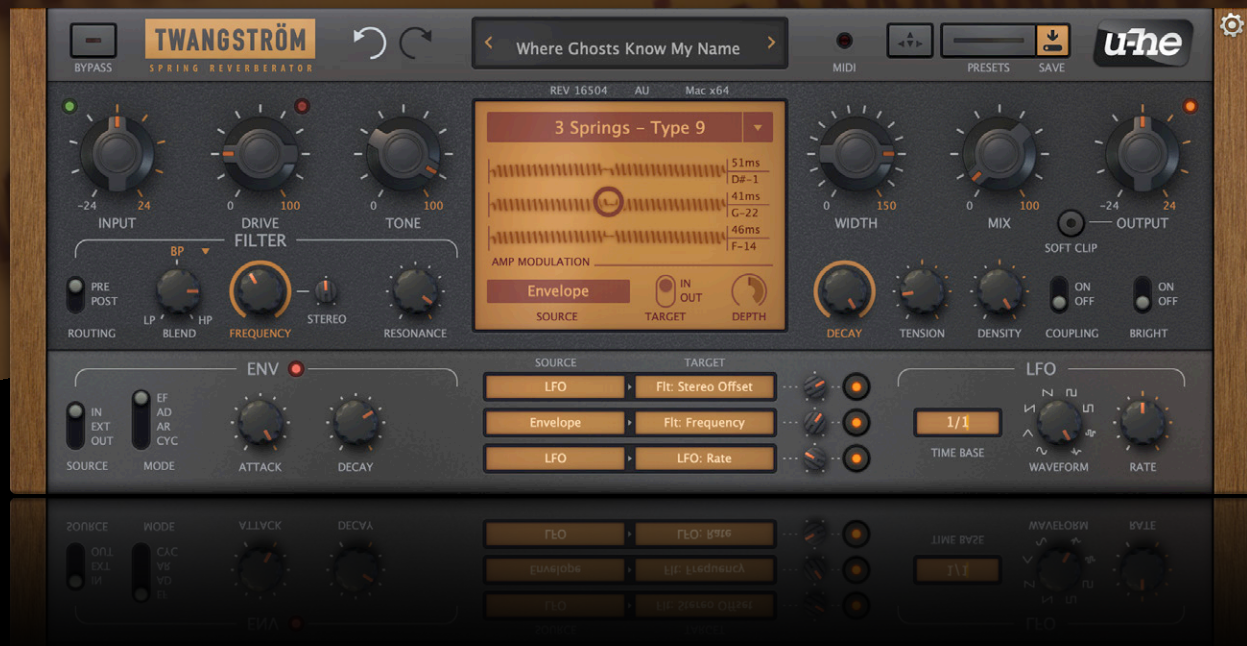 TWANGSTRÖM
SPRING REVERBERATOR
BYPASS
Where Ghosts Know My Name
MIDI
PRESETS
SAVE
u-he
REV 16504 AU Mac x64
-24 24
INPUT
0 100
DRIVE
0 100
TONE
3 Springs – Type 9
51ms
D#-1
41ms
G-22
46ms
F-14
AMP MODULATION
Envelope
SOURCE
IN
OUT
TARGET
DEPTH
0 150
WIDTH
0 100
MIX
-24 24
OUTPUT
SOFT CLIP
FILTER
BP
PRE
POST
ROUTING
LP HP
BLEND
FREQUENCY
STEREO
RESONANCE
DECAY
TENSION
DENSITY
ON
OFF
COUPLING
ON
OFF
BRIGHT
ENV
IN
EXT
OUT
SOURCE
EF
AD
AR
CYC
MODE
ATTACK
DECAY
SOURCE TARGET
LFO Flt: Stereo Offset
Envelope Flt: Frequency
LFO LFO: Rate
LFO
1/1
TIME BASE
WAVEFORM
RATE